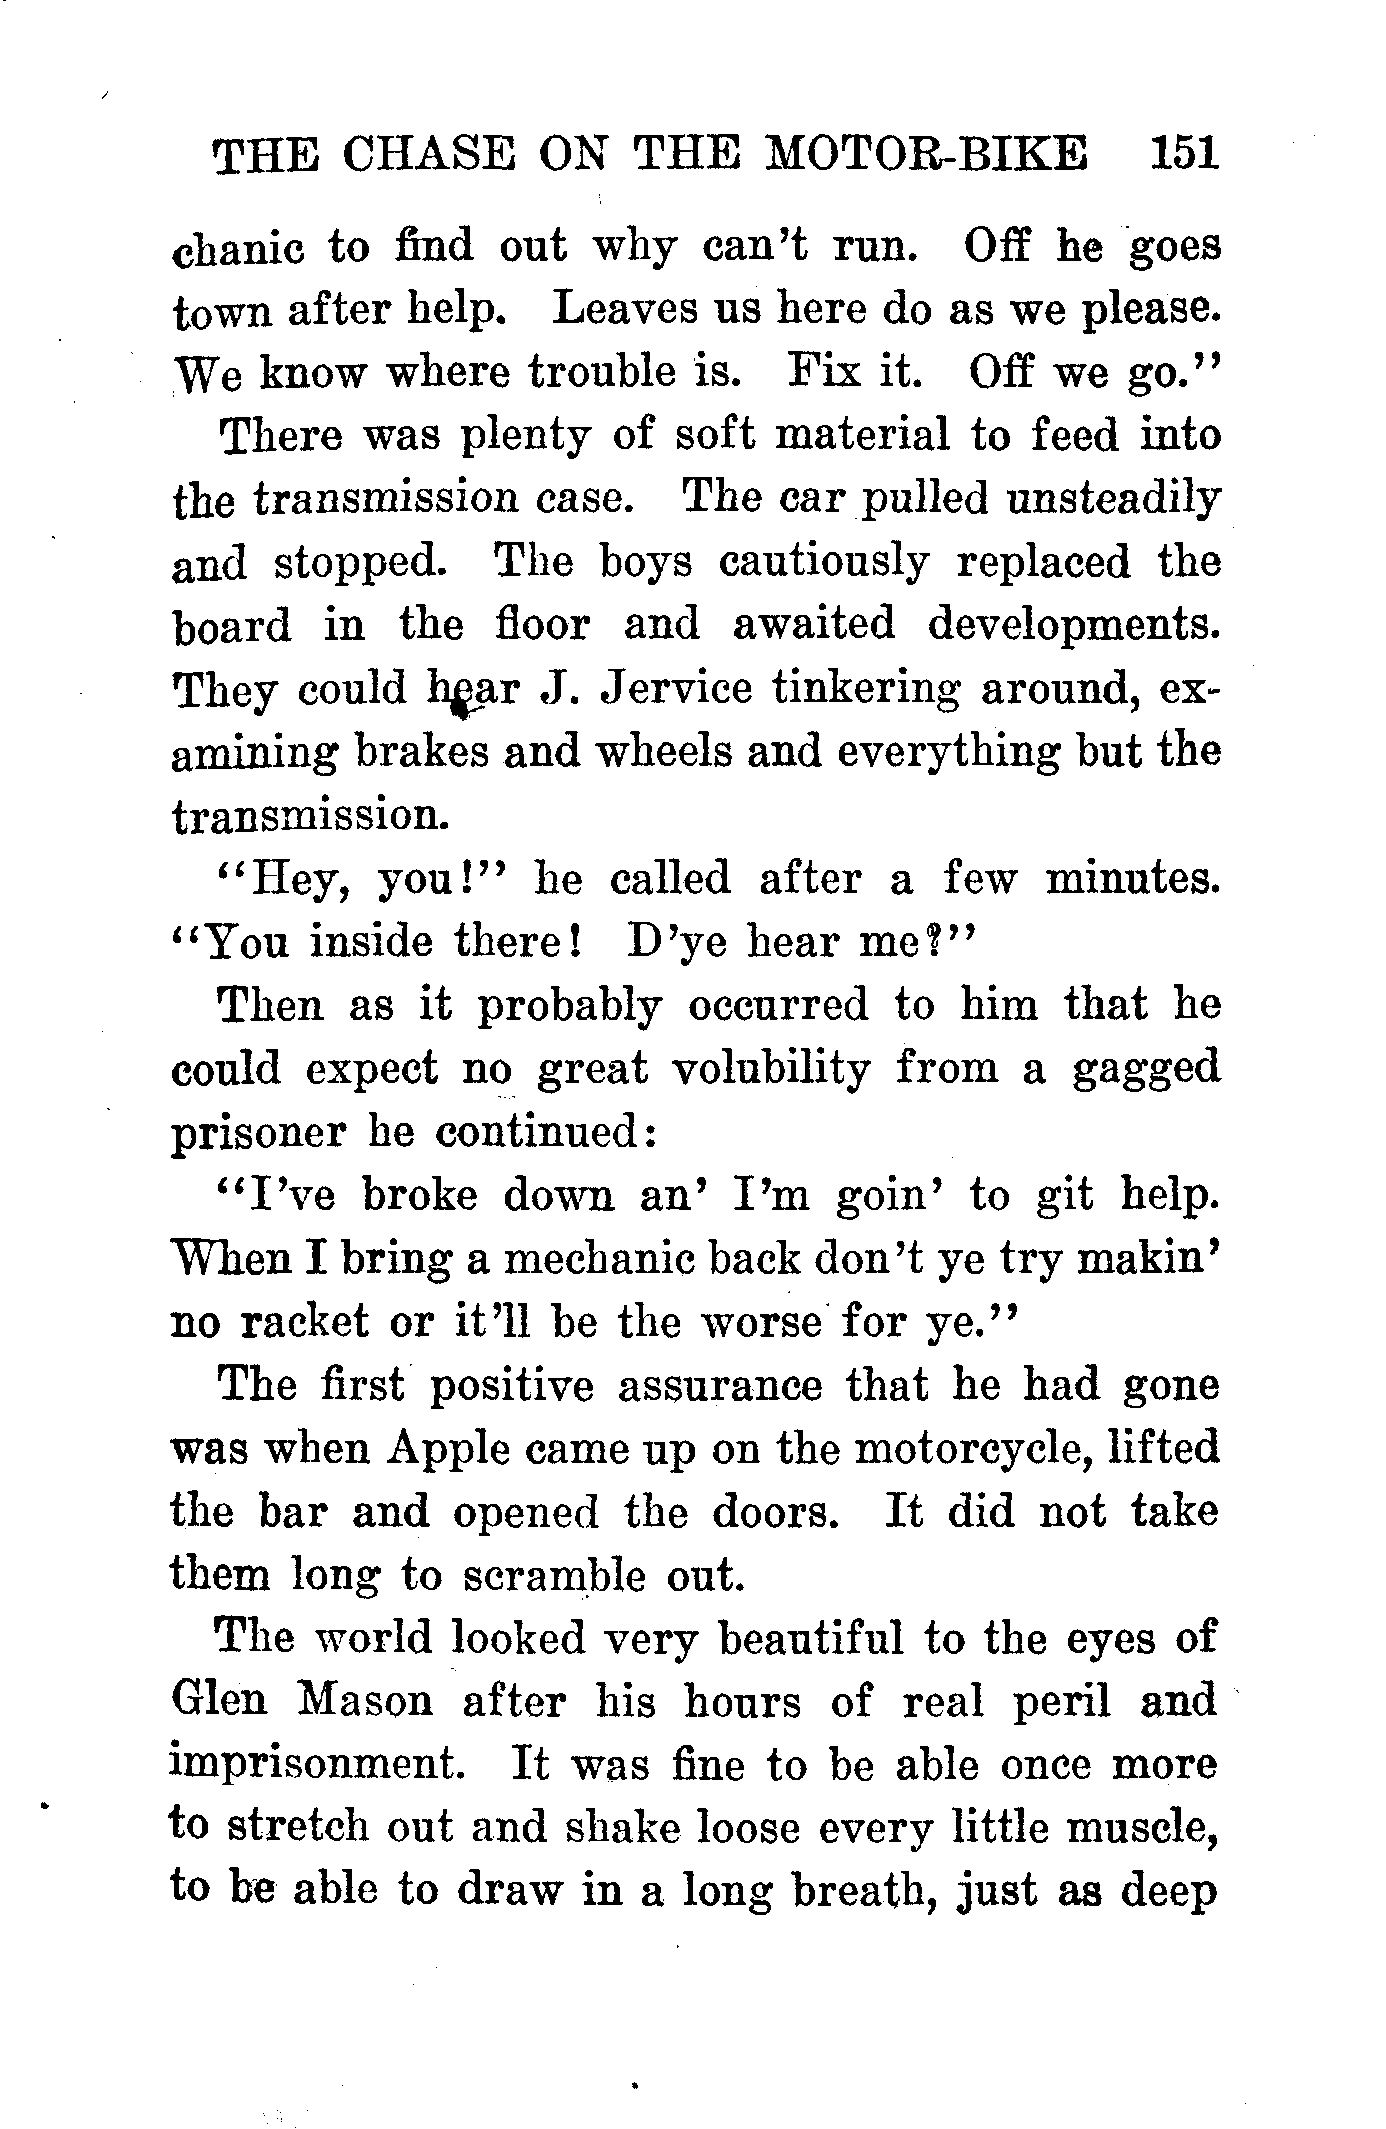 THE CHASE ON THE MOTOR-BIKE 151
chanic to find out why can't run. Off he goes
town after help. Leaves us here do as we please.
We know where trouble is. Fix it. Off we go."
There was plenty of soft material to feed into
the transmission case. The car pulled unsteadily
and stopped. The boys cautiously replaced the
board in the floor and awaited developments.
They could hear J. Jervice tinkering around, ex-
amining brakes and wheels and everything but the
transmission.
"Hey, you!" he called after a few minutes.
"You inside there! D'ye hear me?"
Then as it probably occurred to him that he
could expect no great volubility from a gagged
prisoner he continued:
"I've broke down an' I'm goin' to git help.
When I bring a mechanic back don't ye try makin'
no racket or it'll be the worse for ye."
The first positive assurance that he had gone
was when Apple came up on the motorcycle, lifted
the bar and opened the doors. It did not take
them long to scramble out.
The world looked very beautiful to the eyes of
Glen Mason after his hours of real peril and
imprisonment. It was fine to be able once more
to stretch out and shake loose every little muscle,
to be able to draw in a long breath, just as deep